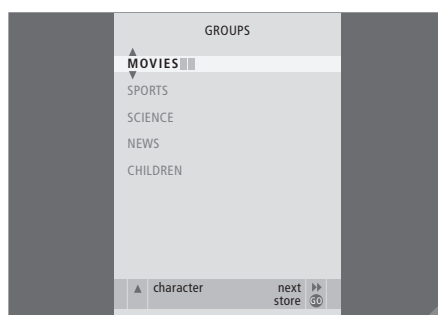 GROUPS
MOVIES
SPORTS
SCIENCE
NEWS
CHILDREN
character next
store GO